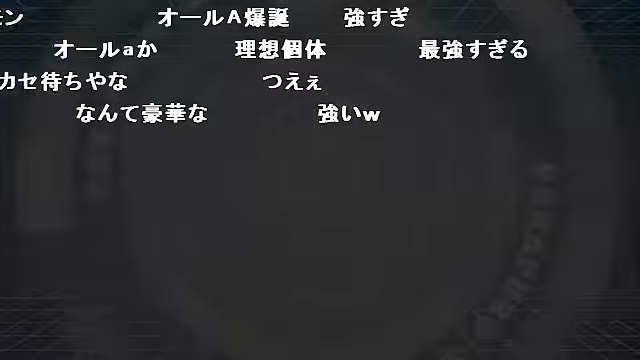 モン オールA爆誕 強すぎ
オールaか 理想個体 最強すぎる
カセ待ちやな つえぇ
なんて豪華な 強いw